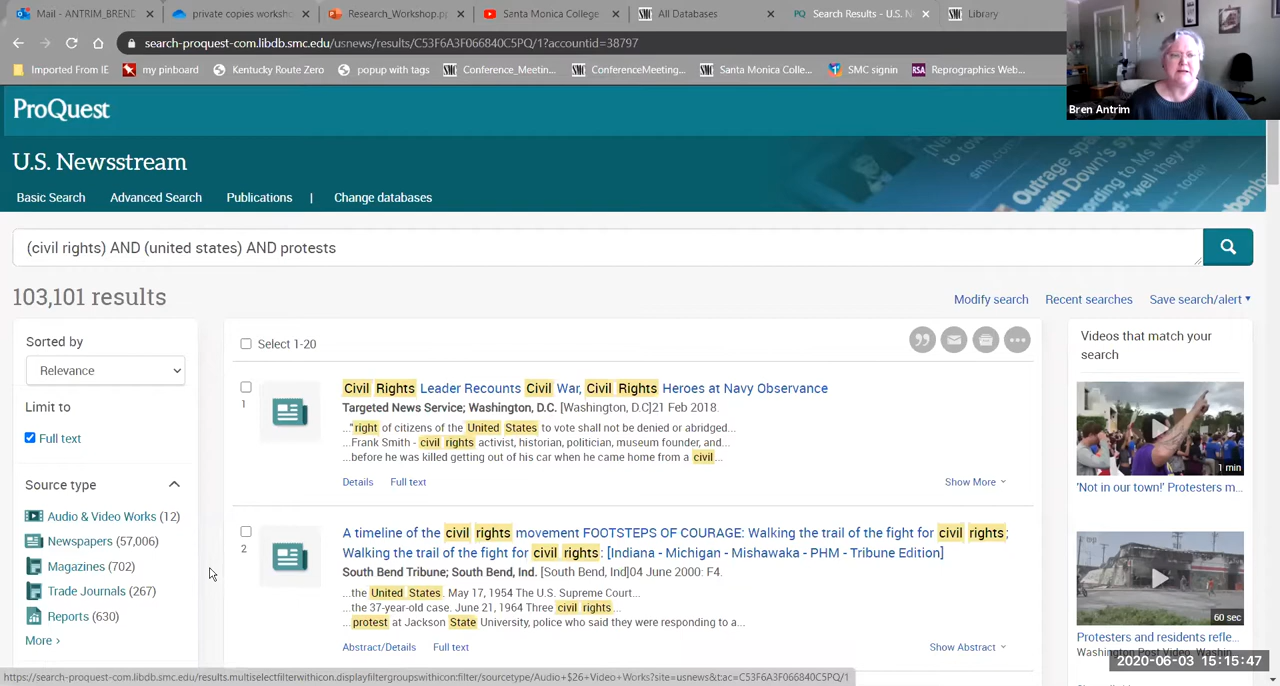 Mail - ANTRIM_BREND
private copies worksho
Research_Workshop.p
Santa Monica College
All Databases
PQ Search Results - U.S. N
Library
search-proquest-com.libdb.smc.edu/usnews/results/C53F6A3F066840C5PQ/1?accountid=38797
Imported From IE
my pinboard
Kentucky Route Zero
popup with tags
Conference_Meetin...
ConferenceMeeting...
Santa Monica Colle...
SMC signin
RSA Reprographics Web...
Bren Antrim
ProQuest
U.S. Newsstream
Basic Search Advanced Search Publications | Change databases
(civil rights) AND (united states) AND protests
103,101 results
Modify search Recent searches Save search/alert
Sorted by
Relevance
Limit to
Full text
Source type
Audio & Video Works (12)
Newspapers (57,006)
Magazines (702)
Trade Journals (267)
Reports (630)
More ›
Select 1-20
1
Civil Rights Leader Recounts Civil War, Civil Rights Heroes at Navy Observance
Targeted News Service; Washington, D.C. [Washington, D.C]21 Feb 2018.
..."right of citizens of the United States to vote shall not be denied or abridged...
...Frank Smith - civil rights activist, historian, politician, museum founder, and...
...before he was killed getting out of his car when he came home from a civil...
Details Full text Show More
2
A timeline of the civil rights movement FOOTSTEPS OF COURAGE: Walking the trail of the fight for civil rights;
Walking the trail of the fight for civil rights: [Indiana - Michigan - Mishawaka - PHM - Tribune Edition]
South Bend Tribune; South Bend, Ind. [South Bend, Ind]04 June 2000: F4.
...the United States. May 17, 1954 The U.S. Supreme Court...
...the 37-year-old case. June 21, 1964 Three civil rights...
...protest at Jackson State University, police who said they were responding to a...
Abstract/Details Full text Show Abstract
Videos that match your
search
1 min
'Not in our town!' Protesters m...
60 sec
Protesters and residents refle...
Washington Post Video, Washin
2020-06-03 15:15:47
https://search-proquest-com.libdb.smc.edu/results.multiselectfilterwithicon.displayfiltergroupswithicon:filter/sourcetype/Audio+$26+Video+Works?site=usnews&t:ac=C53F6A3F066840C5PQ/1